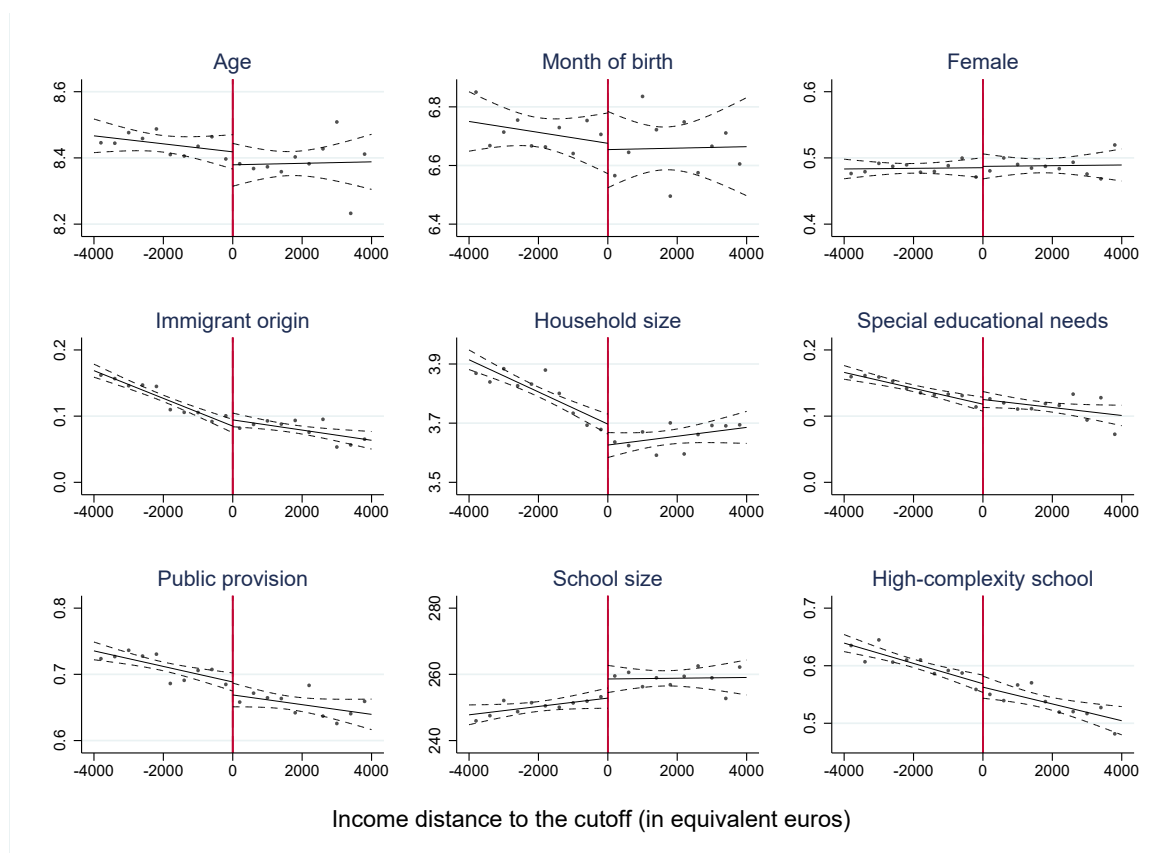 Age
8.6
8.4
8.2
-4000 -2000 0 2000 4000
Month of birth
6.8
6.6
6.4
-4000 -2000 0 2000 4000
Female
0.6
0.5
0.4
-4000 -2000 0 2000 4000
Immigrant origin
0.2
0.1
0.0
-4000 -2000 0 2000 4000
Household size
3.9
3.7
3.5
-4000 -2000 0 2000 4000
Special educational needs
0.2
0.1
0.0
-4000 -2000 0 2000 4000
Public provision
0.8
0.7
0.6
-4000 -2000 0 2000 4000
School size
280
260
240
-4000 -2000 0 2000 4000
High-complexity school
0.7
0.6
0.5
-4000 -2000 0 2000 4000
Income distance to the cutoff (in equivalent euros)